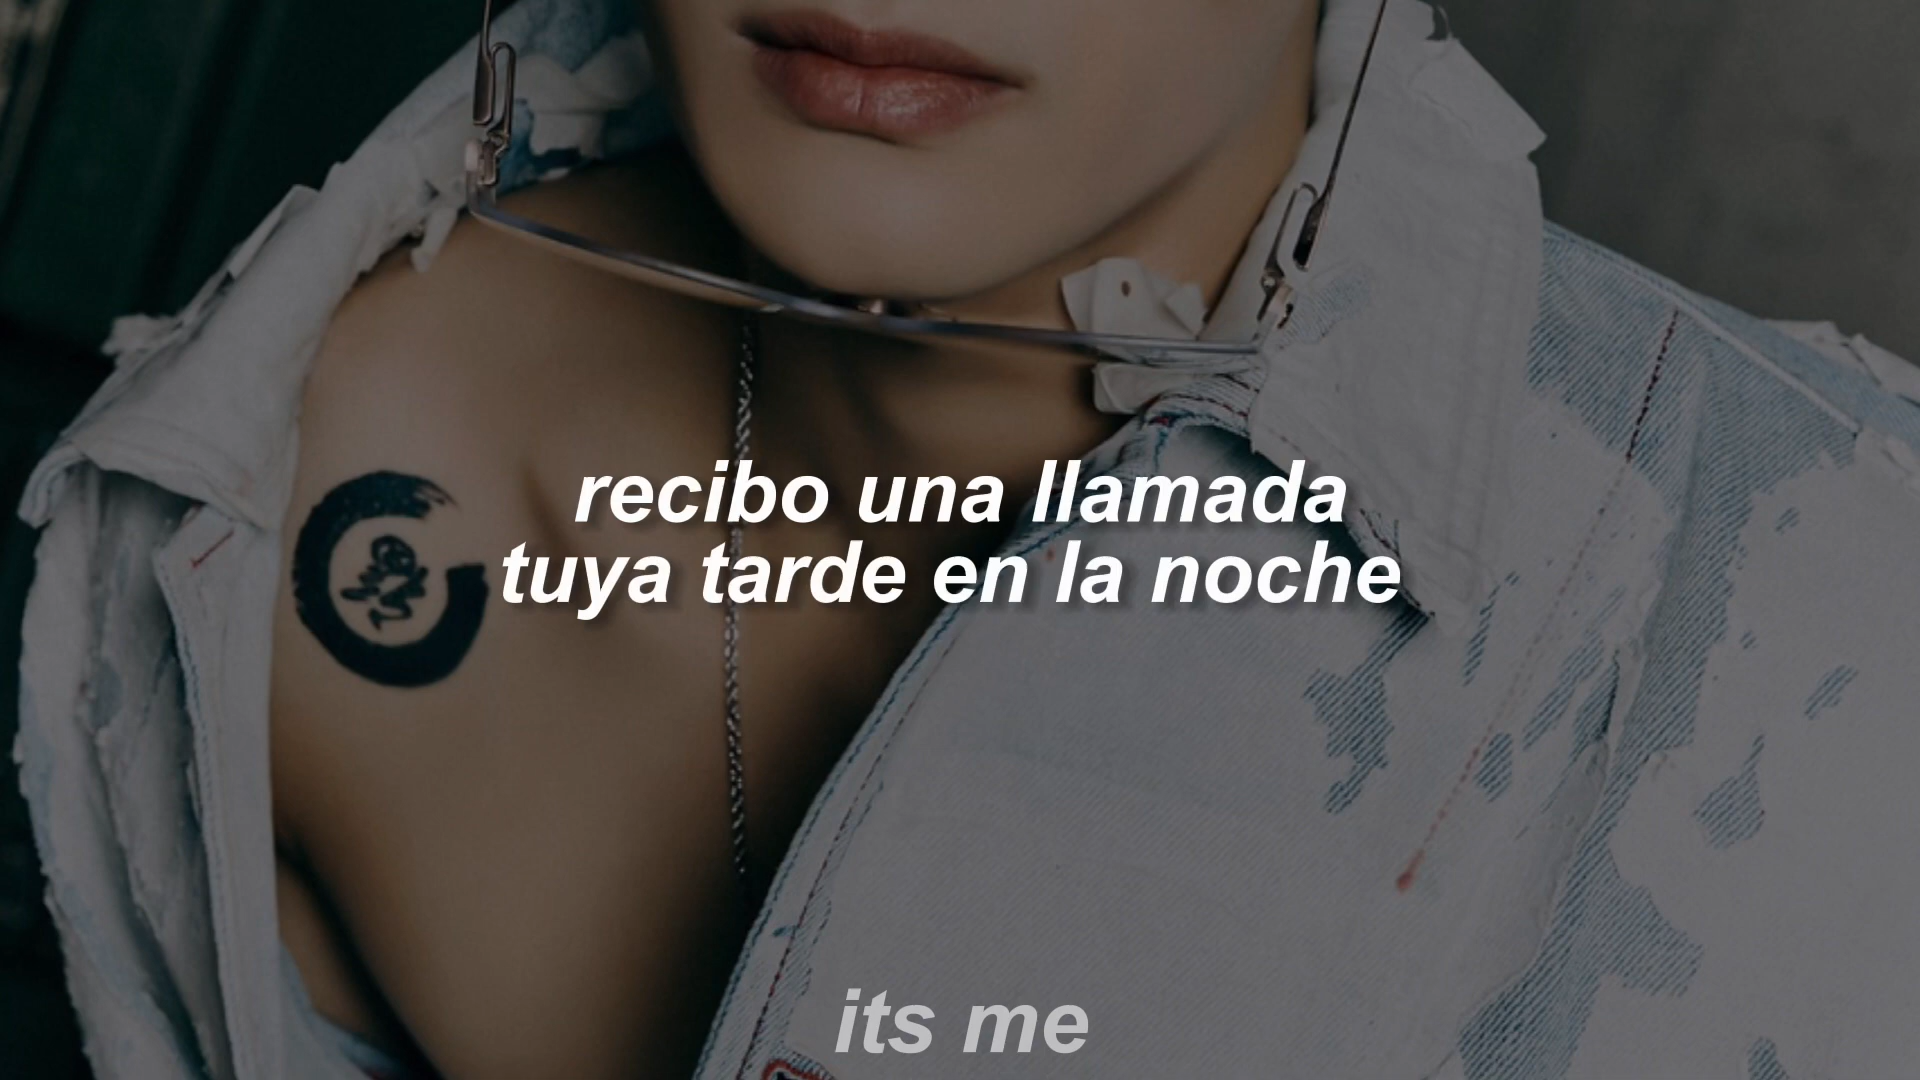 recibo una llamada
tuya tarde en la noche
its me